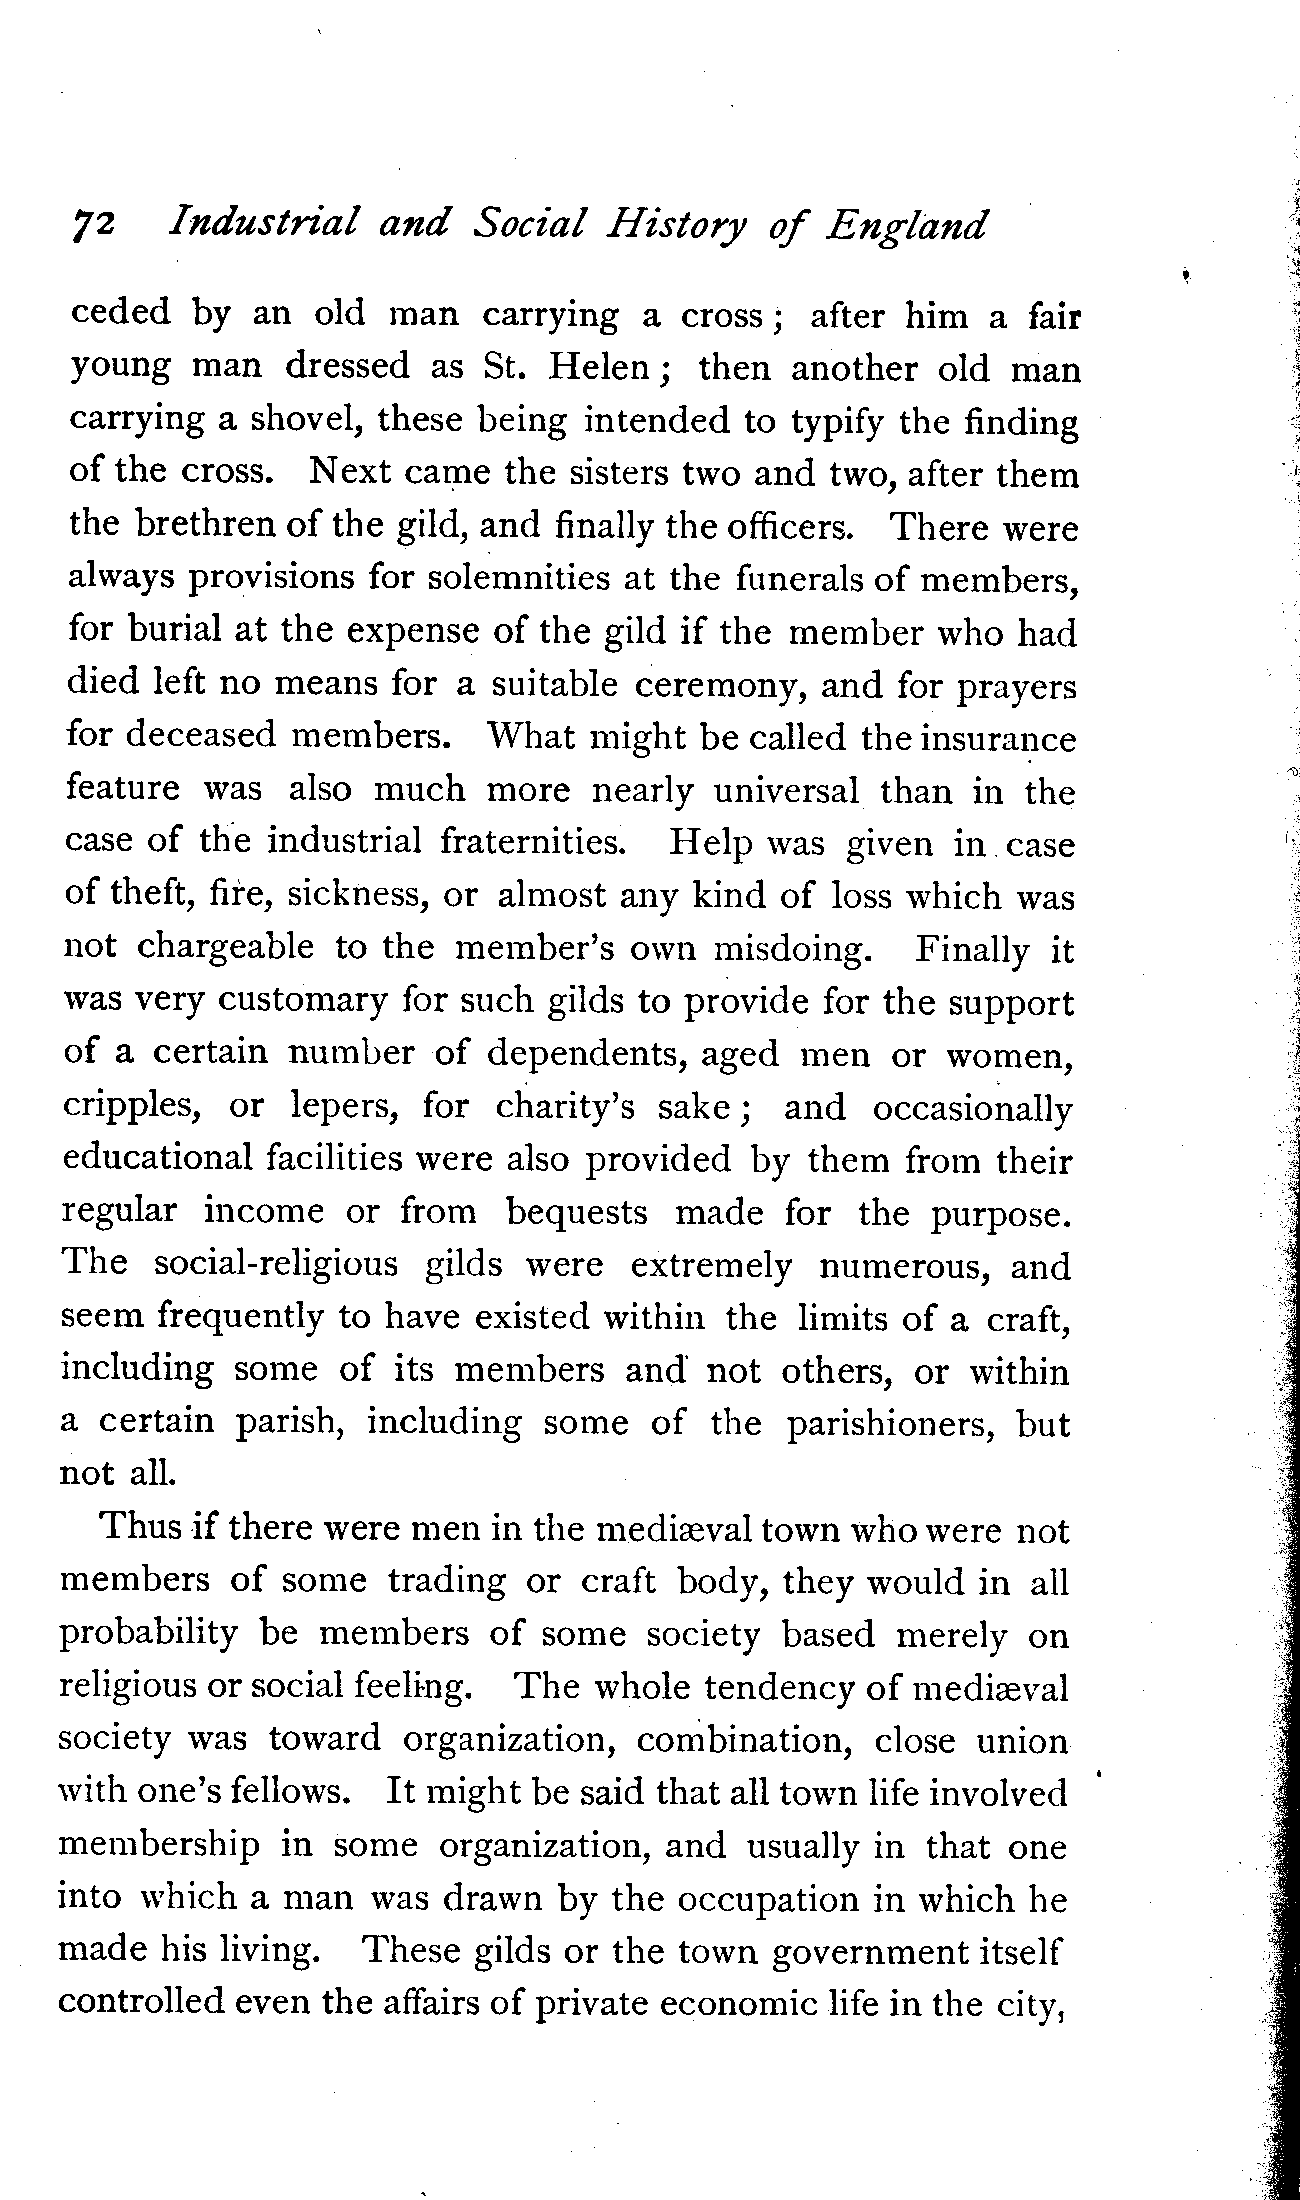 72 Industrial and Social History of England
ceded by an old man carrying a cross; after him a fair
young man dressed as St. Helen; then another old man
carrying a shovel, these being intended to typify the finding
of the cross. Next came the sisters two and two, after them
the brethren of the gild, and finally the officers. There were
always provisions for solemnities at the funerals of members,
for burial at the expense of the gild if the member who had
died left no means for a suitable ceremony, and for prayers
for deceased members. What might be called the insurance
feature was also much more nearly universal than in the
case of the industrial fraternities. Help was given in case
of theft, fire, sickness, or almost any kind of loss which was
not chargeable to the member's own misdoing. Finally it
was very customary for such gilds to provide for the support
of a certain number of dependents, aged men or women,
cripples, or lepers, for charity's sake; and occasionally
educational facilities were also provided by them from their
regular income or from bequests made for the purpose.
The social-religious gilds were extremely numerous, and
seem frequently to have existed within the limits of a craft,
including some of its members and not others, or within
a certain parish, including some of the parishioners, but
not all.
Thus if there were men in the mediæval town who were not
members of some trading or craft body, they would in all
probability be members of some society based merely on
religious or social feeling. The whole tendency of mediæval
society was toward organization, combination, close union
with one's fellows. It might be said that all town life involved
membership in some organization, and usually in that one
into which a man was drawn by the occupation in which he
made his living. These gilds or the town government itself
controlled even the affairs of private economic life in the city,